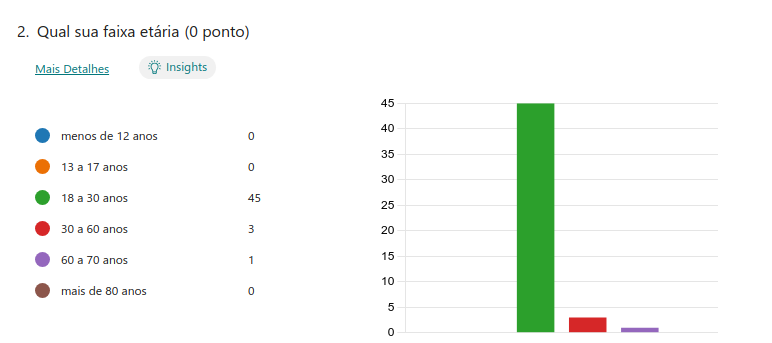 2. Qual sua faixa etária (0 ponto)
Mais Detalhes
Insights
menos de 12 anos 0
13 a 17 anos 0
18 a 30 anos 45
30 a 60 anos 3
60 a 70 anos 1
mais de 80 anos 0
45
40
35
30
25
20
15
10
5
0